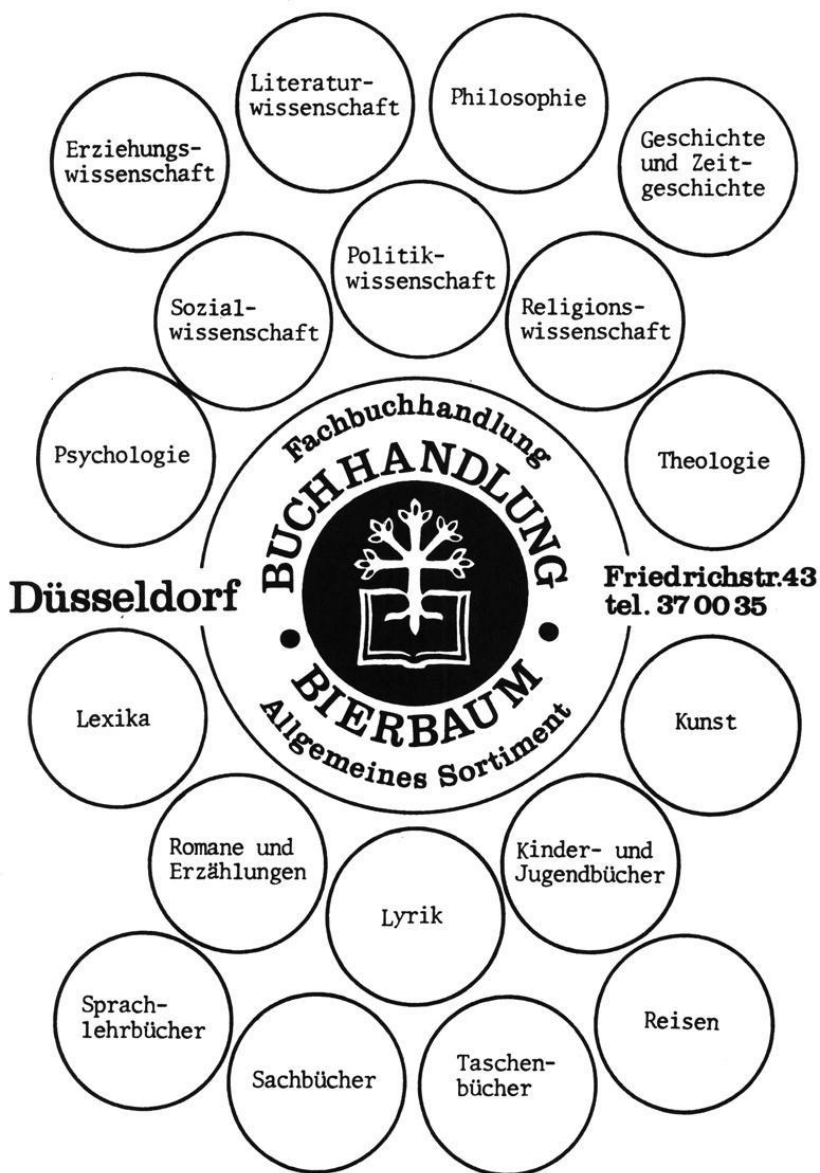 Literatur-
wissenschaft
Philosophie
Erziehungs-
wissenschaft
Geschichte
und Zeit-
geschichte
Politik-
wissenschaft
Sozial-
wissenschaft
Religions-
wissenschaft
Psychologie
Theologie
Fachbuchhandlung
BUCHHANDLUNG
BIERBAUM
Allgemeines Sortiment
Düsseldorf
Friedrichstr.43
tel. 37 00 35
Lexika
Kunst
Romane und
Erzählungen
Kinder- und
Jugendbücher
Lyrik
Sprach-
lehrbücher
Reisen
Sachbücher
Taschen-
bücher